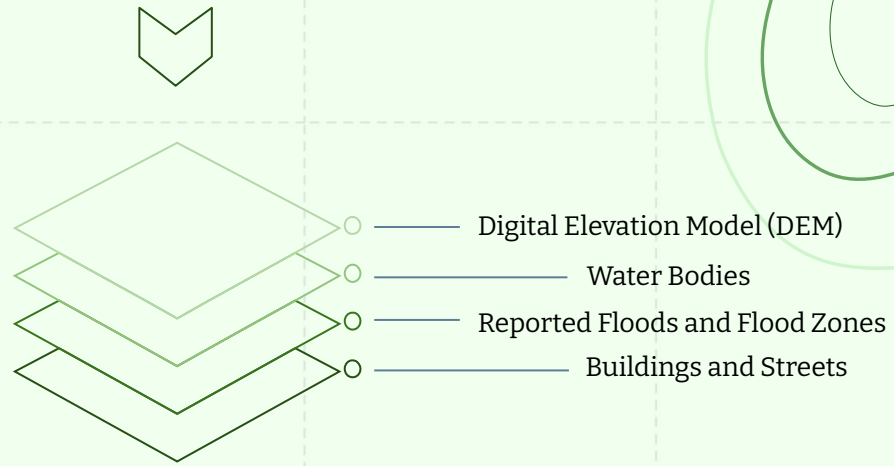 Digital Elevation Model (DEM)
Water Bodies
Reported Floods and Flood Zones
Buildings and Streets